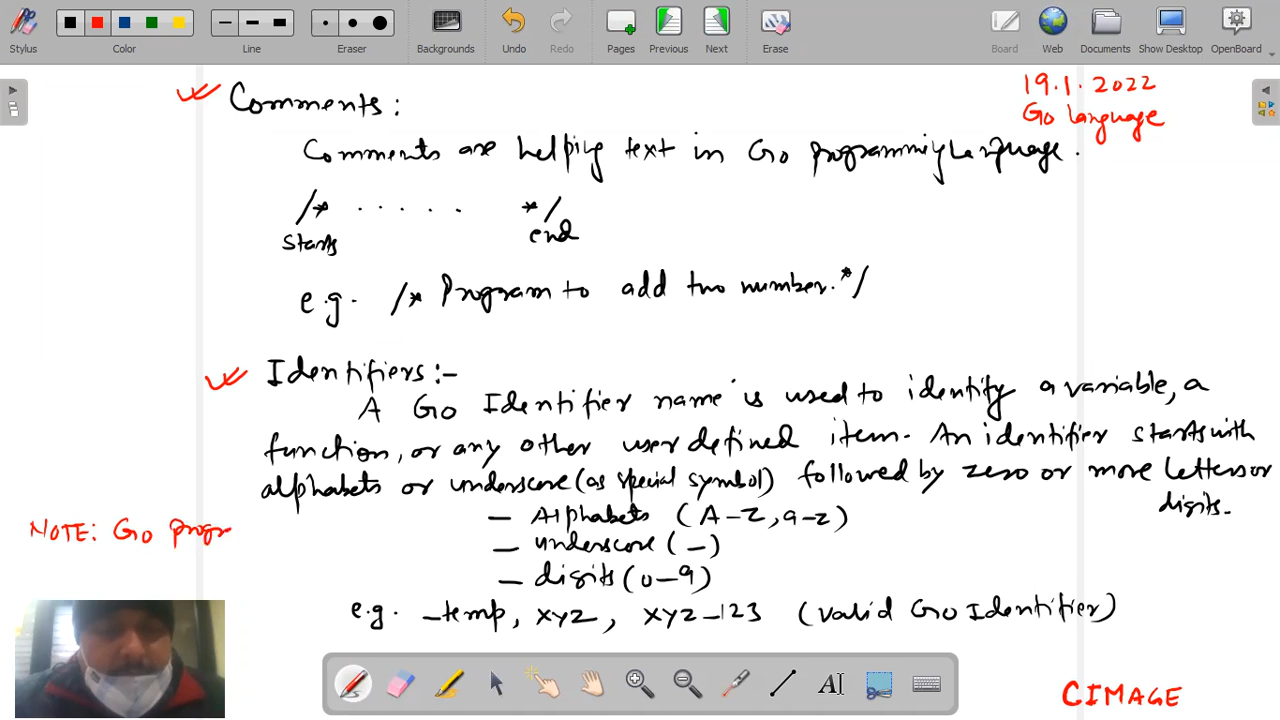 Stylus
Color
Line
Eraser
Backgrounds
Undo
Redo
Pages
Previous
Next
Erase
Board
Web
Documents
Show Desktop
OpenBoard
19.1.2022
Go language
Comments:
Comments are helping text in Go programming Language.
/* ..... */
starts end
e.g. /* Program to add two number. */
Identifiers:-
A Go Identifier name is used to identify a variable, a
function, or any other user defined item. An identifier starts with
alphabets or underscore (as special symbol) followed by zero or more letters or
digits.
— Alphabets (A-Z, a-z)
NOTE: Go progr
— underscore (_)
— digits (0-9)
e.g. _temp, xyz, xyz_123 (valid Go Identifier)
CIMAGE